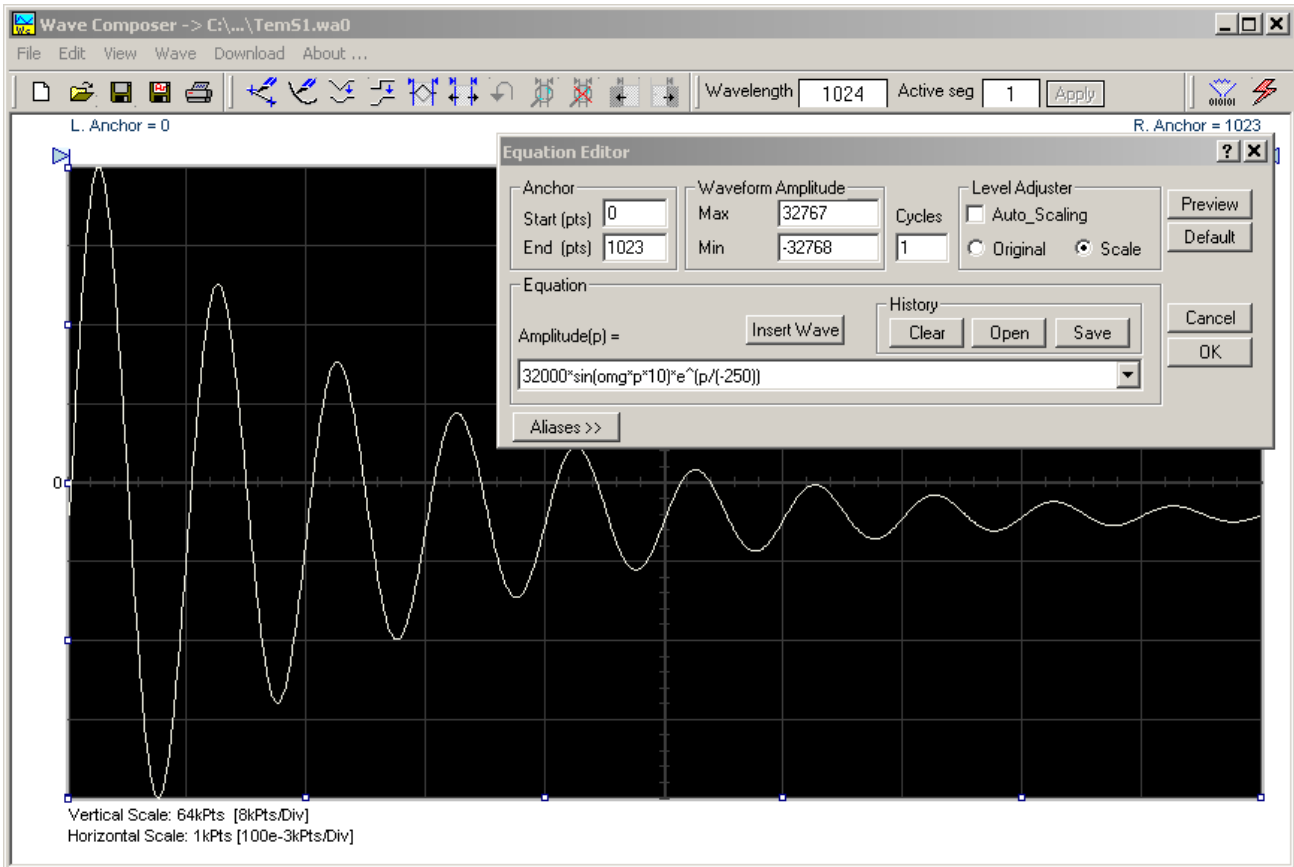 Wave Composer -> C:\...\TemS1.wa0
File Edit View Wave Download About ...
Wavelength 1024 Active seg 1 Apply
010101
L. Anchor = 0
R. Anchor = 1023
Equation Editor
Anchor
Start (pts) 0
End (pts) 1023
Waveform Amplitude
Max 32767
Min -32768
Cycles
1
Level Adjuster
Auto_Scaling
Original Scale
Preview
Default
Equation
Amplitude(p) =
Insert Wave
History
Clear Open Save
32000*sin(omg*p*10)*e^(p/(-250))
Cancel
OK
Aliases >>
0
Vertical Scale: 64kPts [8kPts/Div]
Horizontal Scale: 1kPts [100e-3kPts/Div]